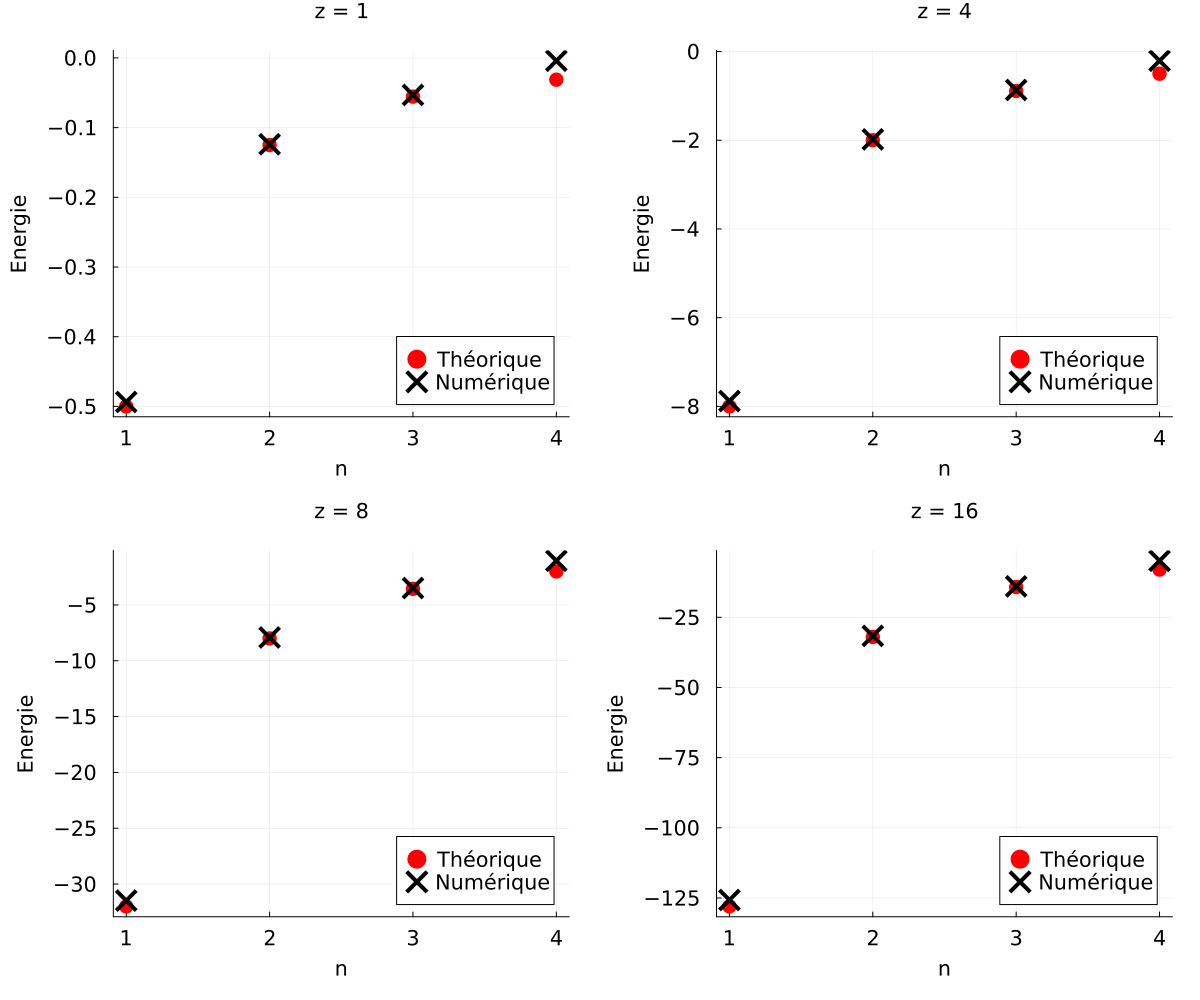 z = 1
0.0
−0.1
−0.2
−0.3
−0.4
−0.5
Energie
1 2 3 4
n
Théorique
Numérique
z = 4
0
−2
−4
−6
−8
Energie
1 2 3 4
n
Théorique
Numérique
z = 8
−5
−10
−15
−20
−25
−30
Energie
1 2 3 4
n
Théorique
Numérique
z = 16
−25
−50
−75
−100
−125
Energie
1 2 3 4
n
Théorique
Numérique